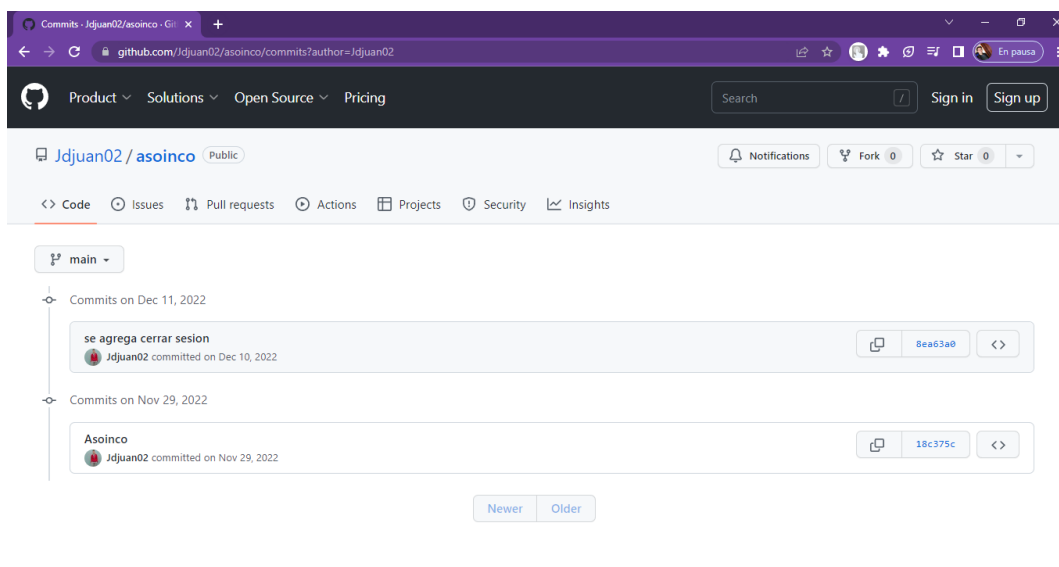 Commits · Jdjuan02/asoinco · Git
github.com/Jdjuan02/asoinco/commits?author=Jdjuan02
En pausa
Product Solutions Open Source Pricing
Search /
Sign in Sign up
Jdjuan02 / asoinco Public
Notifications Fork 0 Star 0
<> Code Issues Pull requests Actions Projects Security Insights
main
Commits on Dec 11, 2022
se agrega cerrar sesion
8ea63a0 <>
Jdjuan02 committed on Dec 10, 2022
Commits on Nov 29, 2022
Asoinco
18c375c <>
Jdjuan02 committed on Nov 29, 2022
Newer Older